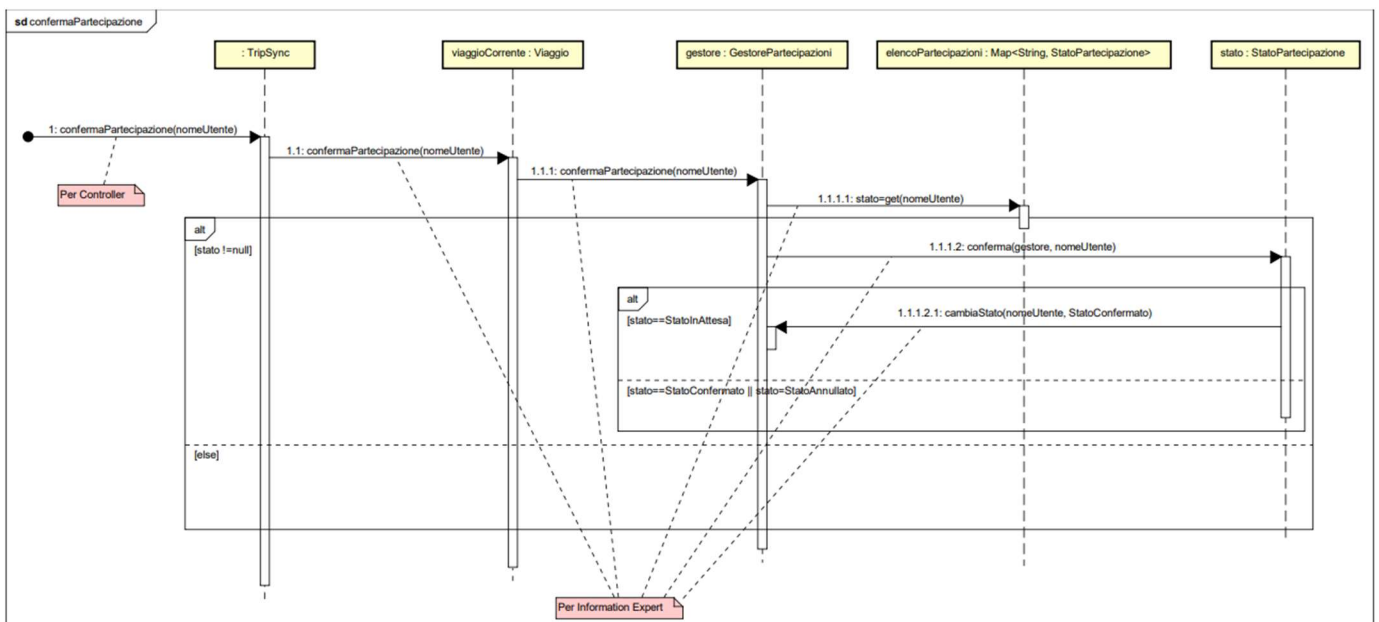 sd confermaPartecipazione
: TripSync
viaggioCorrente : Viaggio
gestore : GestorePartecipazioni
elencoPartecipazioni : Map<String, StatoPartecipazione>
stato : StatoPartecipazione
1: confermaPartecipazione(nomeUtente)
1.1: confermaPartecipazione(nomeUtente)
1.1.1: confermaPartecipazione(nomeUtente)
Per Controller
1.1.1.1: stato=get(nomeUtente)
alt
[stato !=null]
1.1.1.2: conferma(gestore, nomeUtente)
alt
[stato==StatoInAttesa]
1.1.1.2.1: cambiaStato(nomeUtente, StatoConfermato)
[stato==StatoConfermato || stato=StatoAnnullato]
[else]
Per Information Expert